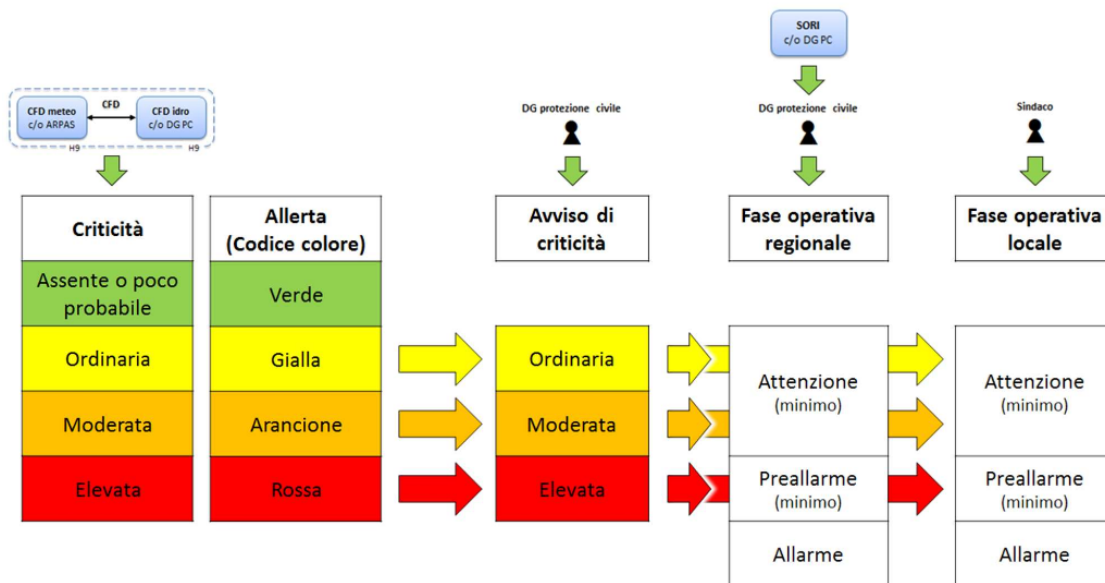 SORI
c/o DG PC
CFD meteo
c/o ARPAS
CFD
CFD idro
c/o DG PC
H9
H9
DG protezione civile
DG protezione civile
Sindaco
Criticità
Allerta
(Codice colore)
Avviso di
criticità
Fase operativa
regionale
Fase operativa
locale
Assente o poco
probabile
Verde
Ordinaria
Gialla
Ordinaria
Attenzione
(minimo)
Attenzione
(minimo)
Moderata
Arancione
Moderata
Elevata
Rossa
Elevata
Preallarme
(minimo)
Preallarme
(minimo)
Allarme
Allarme